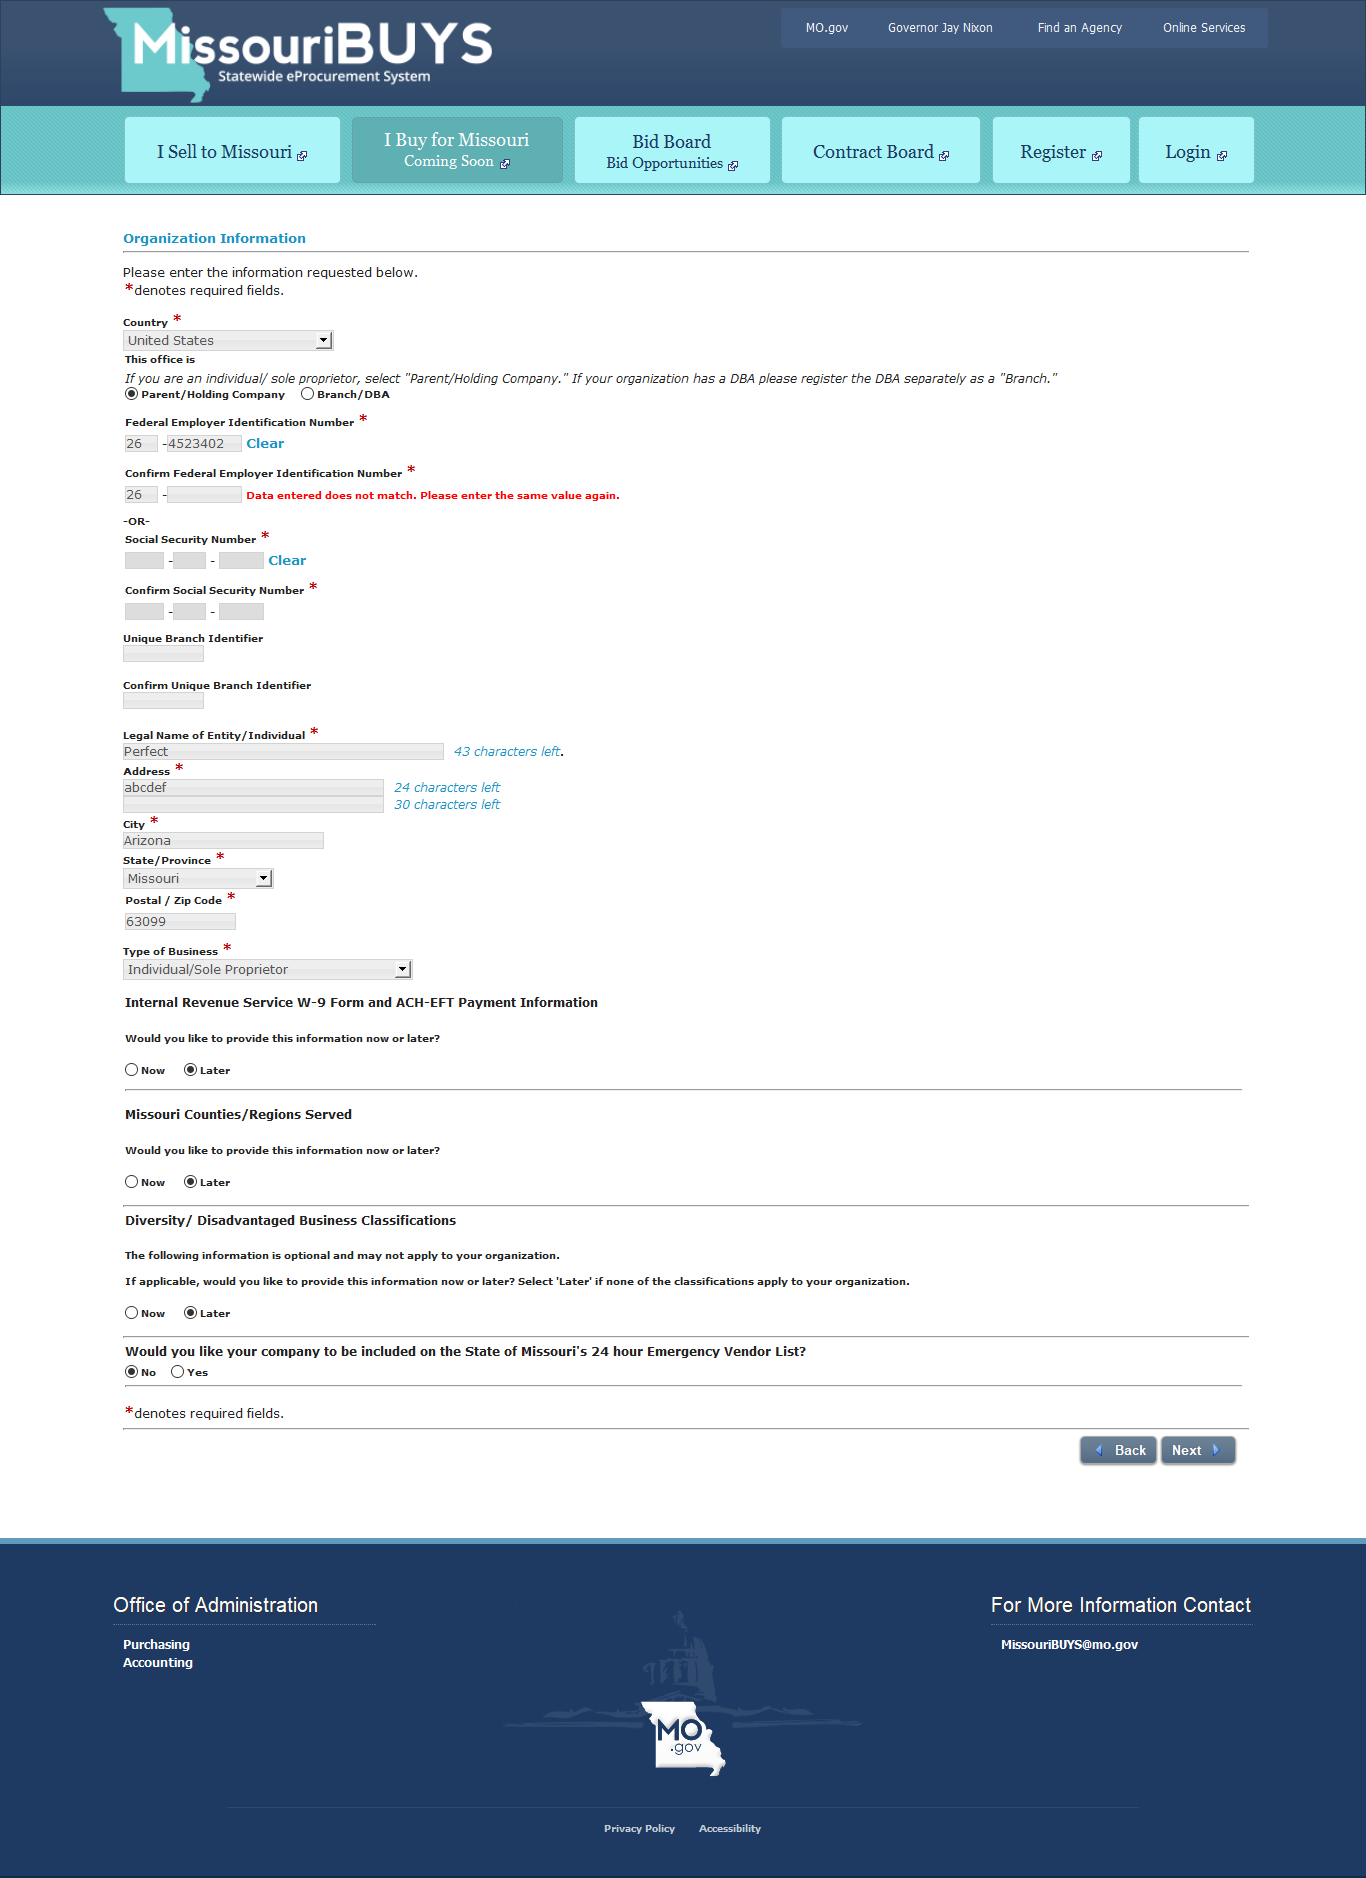 MissouriBUYS
Statewide eProcurement System
MO.gov Governor Jay Nixon Find an Agency Online Services
I Sell to Missouri
I Buy for Missouri
Coming Soon
Bid Board
Bid Opportunities
Contract Board
Register
Login
Organization Information
Please enter the information requested below.
*denotes required fields.
Country *
United States
This office is
If you are an individual/ sole proprietor, select "Parent/Holding Company." If your organization has a DBA please register the DBA separately as a "Branch."
Parent/Holding Company Branch/DBA
Federal Employer Identification Number *
26 -4523402 Clear
Confirm Federal Employer Identification Number *
26 - Data entered does not match. Please enter the same value again.
-OR-
Social Security Number *
- - Clear
Confirm Social Security Number *
- -
Unique Branch Identifier
Confirm Unique Branch Identifier
Legal Name of Entity/Individual *
Perfect 43 characters left.
Address *
abcdef 24 characters left
30 characters left
City *
Arizona
State/Province *
Missouri
Postal / Zip Code *
63099
Type of Business *
Individual/Sole Proprietor
Internal Revenue Service W-9 Form and ACH-EFT Payment Information
Would you like to provide this information now or later?
Now Later
Missouri Counties/Regions Served
Would you like to provide this information now or later?
Now Later
Diversity/ Disadvantaged Business Classifications
The following information is optional and may not apply to your organization.
If applicable, would you like to provide this information now or later? Select 'Later' if none of the classifications apply to your organization.
Now Later
Would you like your company to be included on the State of Missouri's 24 hour Emergency Vendor List?
No Yes
*denotes required fields.
Back Next
Office of Administration
Purchasing
Accounting
For More Information Contact
MissouriBUYS@mo.gov
MO
.gov
Privacy Policy Accessibility